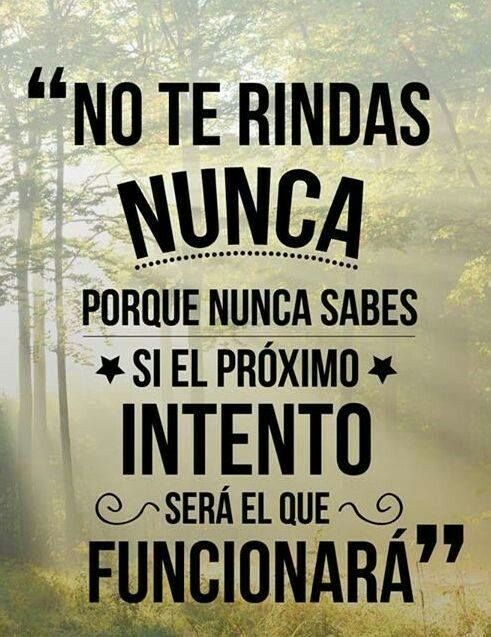 “NO TE RINDAS
NUNCA
PORQUE NUNCA SABES
SI EL PRÓXIMO
INTENTO
SERÁ EL QUE
FUNCIONARÁ”